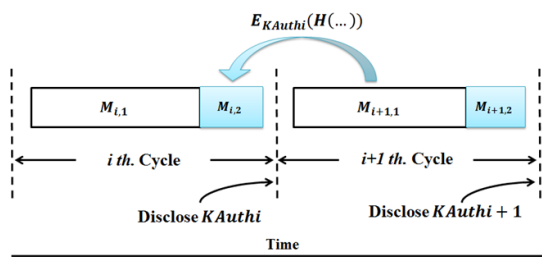 E_KAuthi(H(...))
M_i,1
M_i,2
M_i+1,1
M_i+1,2
i th. Cycle
i+1 th. Cycle
Disclose KAuthi
Disclose KAuthi + 1
Time